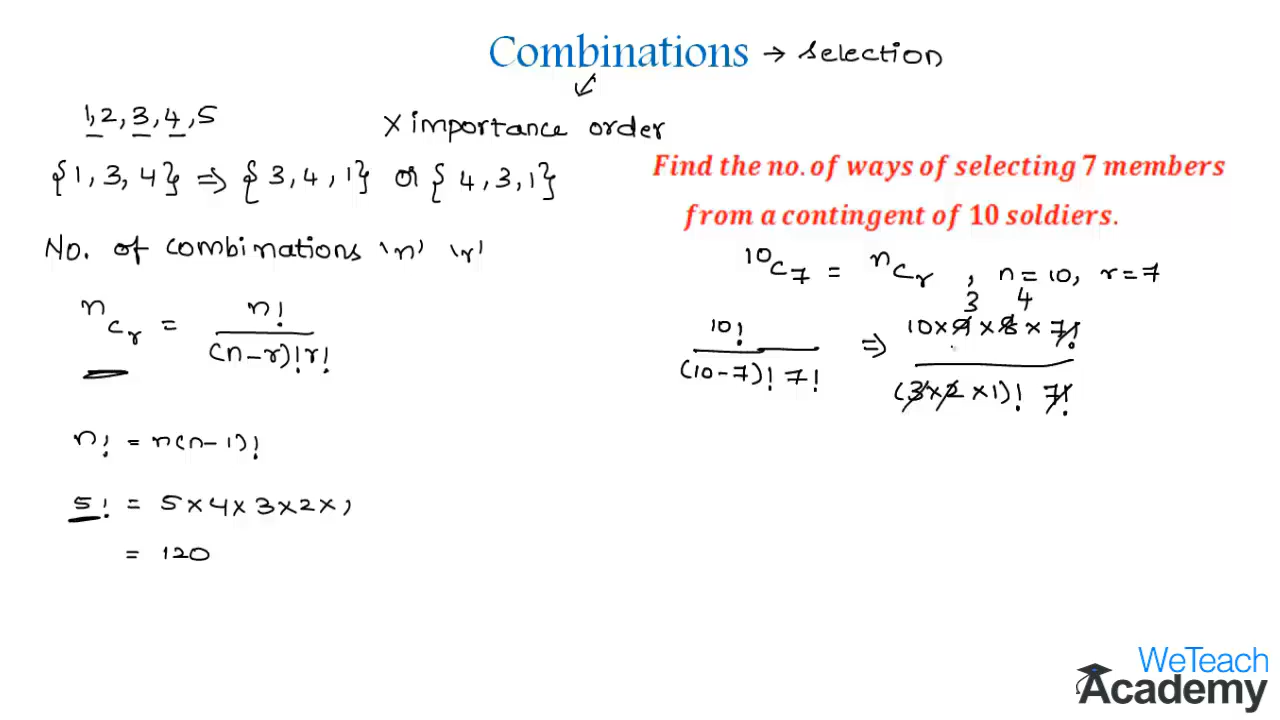 Combinations → selection
1,2,3,4,5
X importance order
{1,3,4} ⇒ {3,4,1} or {4,3,1}
Find the no. of ways of selecting 7 members
from a contingent of 10 soldiers.
No. of combinations 'n' 'r'
ⁿCᵣ = n! / (n-r)! r!
¹⁰C₇ = ⁿCᵣ , n = 10, r = 7
3 4
10! / (10-7)! 7! ⇒ 10×9×8×7! / (3×2×1)! 7!
n! = n(n-1)!
5! = 5×4×3×2×1
= 120
WeTeach
Academy